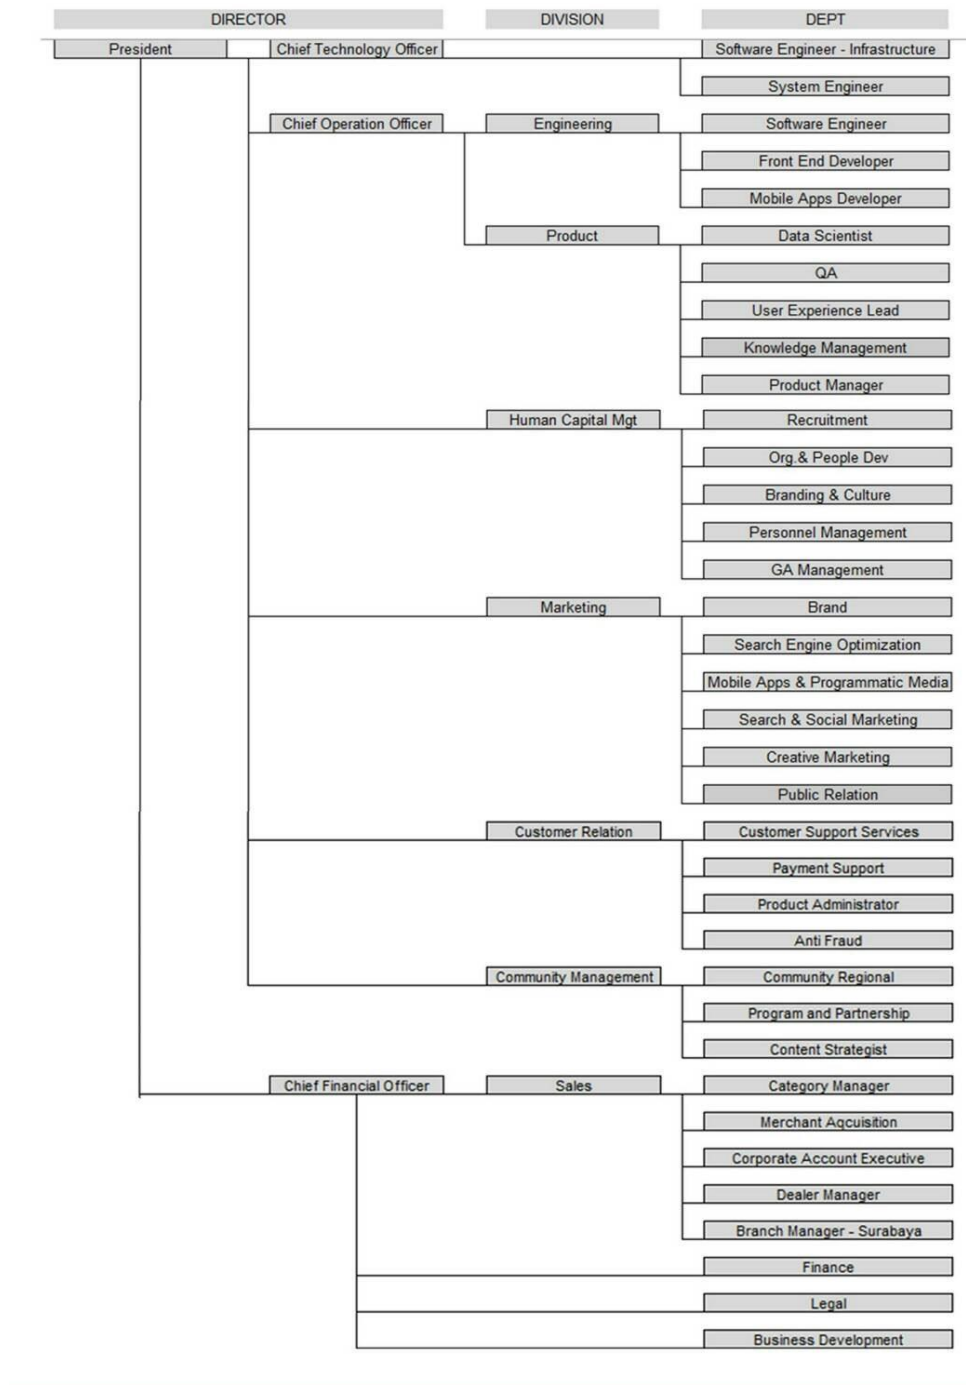 DIRECTOR DIVISION DEPT
President Chief Technology Officer Software Engineer - Infrastructure
System Engineer
Chief Operation Officer Engineering Software Engineer
Front End Developer
Mobile Apps Developer
Product Data Scientist
QA
User Experience Lead
Knowledge Management
Product Manager
Human Capital Mgt Recruitment
Org.& People Dev
Branding & Culture
Personnel Management
GA Management
Marketing Brand
Search Engine Optimization
Mobile Apps & Programmatic Media
Search & Social Marketing
Creative Marketing
Public Relation
Customer Relation Customer Support Services
Payment Support
Product Administrator
Anti Fraud
Community Management Community Regional
Program and Partnership
Content Strategist
Chief Financial Officer Sales Category Manager
Merchant Aqcuisition
Corporate Account Executive
Dealer Manager
Branch Manager - Surabaya
Finance
Legal
Business Development